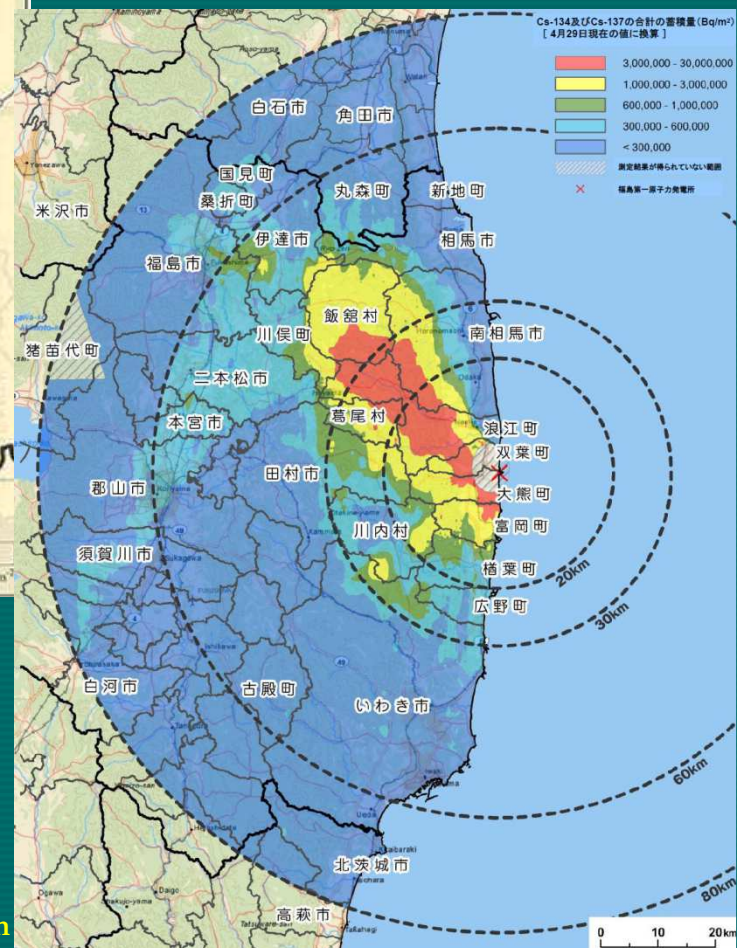 Cs-134及びCs-137の合計の蓄積量(Bq/m²)
[ 4月29日現在の値に換算 ]
3,000,000 - 30,000,000
1,000,000 - 3,000,000
600,000 - 1,000,000
300,000 - 600,000
< 300,000
測定結果が得られていない範囲
福島第一原子力発電所
白石市
角田市
国見町
丸森町
新地町
桑折町
米沢市
伊達市
相馬市
福島市
飯舘村
川俣町
南相馬市
猪苗代町
二本松市
葛尾村
本宮市
浪江町
双葉町
田村市
大熊町
郡山市
川内村
富岡町
須賀川市
楢葉町
20km
広野町
30km
白河市
古殿町
いわき市
60km
北茨城市
80km
高萩市
Ogawa
Daigo
0 10 20km